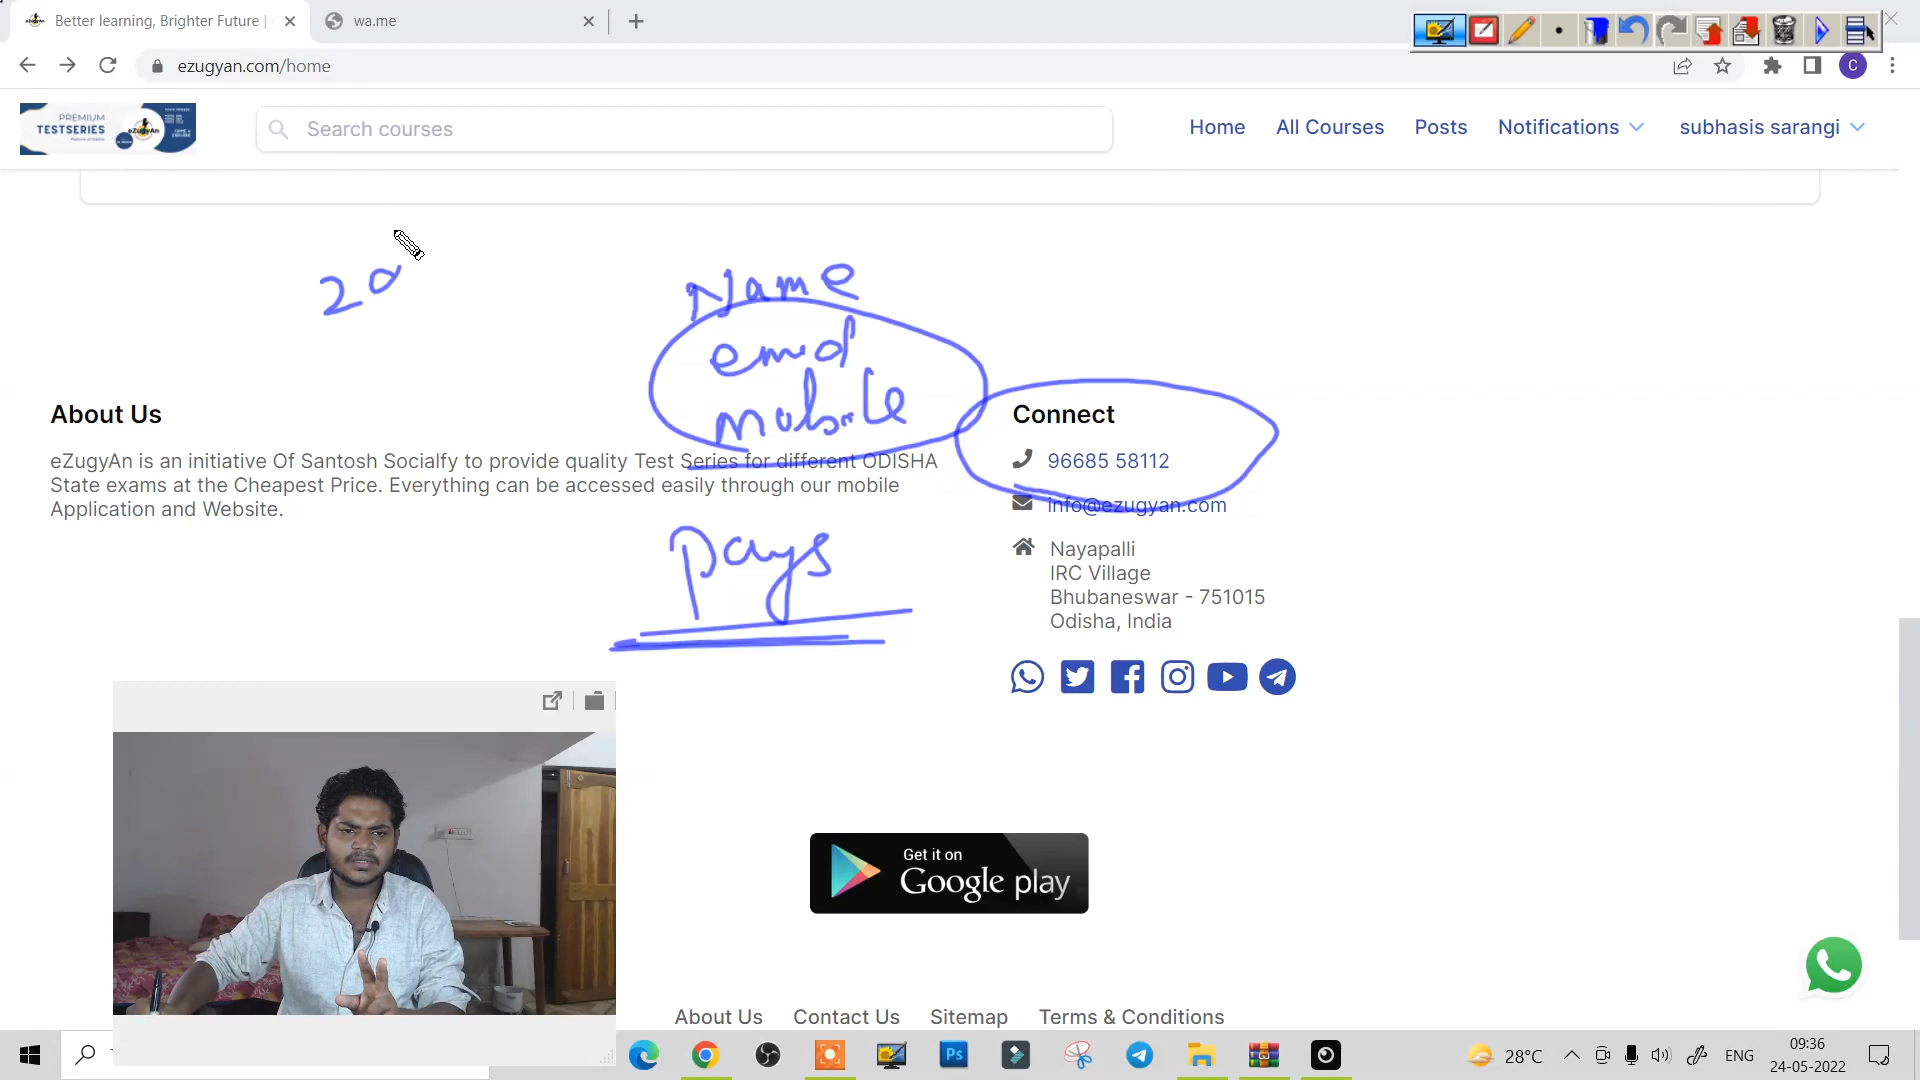 Better learning, Brighter Future |
wa.me
ezugyan.com/home
C
PREMIUM
TESTSERIES
eZugyAn
Search courses
Home
All Courses
Posts
Notifications
subhasis sarangi
Name
email
mobile
About Us
eZugyAn is an initiative Of Santosh Socialfy to provide quality Test Series for different ODISHA
State exams at the Cheapest Price. Everything can be accessed easily through our mobile
Application and Website.
pays
Connect
96685 58112
info@ezugyan.com
Nayapalli
IRC Village
Bhubaneswar - 751015
Odisha, India
Get it on
Google play
About Us
Contact Us
Sitemap
Terms & Conditions
Ps
28°C
ENG
09:36
24-05-2022